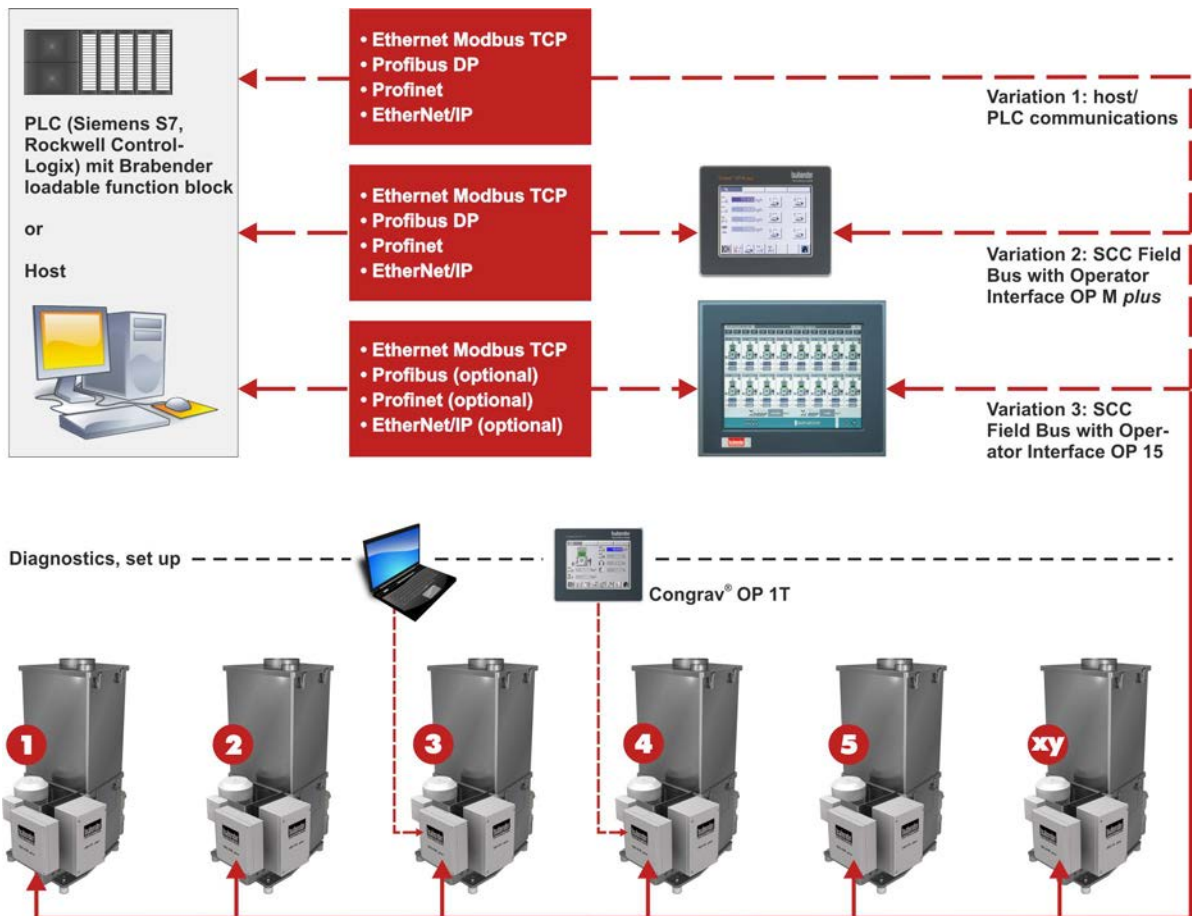 • Ethernet Modbus TCP
• Profibus DP
• Profinet
• EtherNet/IP
PLC (Siemens S7,
Rockwell Control-
Logix) mit Brabender
loadable function block
or
Host
Variation 1: host/
PLC communications
• Ethernet Modbus TCP
• Profibus DP
• Profinet
• EtherNet/IP
Variation 2: SCC Field
Bus with Operator
Interface OP M plus
• Ethernet Modbus TCP
• Profibus (optional)
• Profinet (optional)
• EtherNet/IP (optional)
Variation 3: SCC
Field Bus with Oper-
ator Interface OP 15
Diagnostics, set up
Congrav® OP 1T
1
2
3
4
5
xy